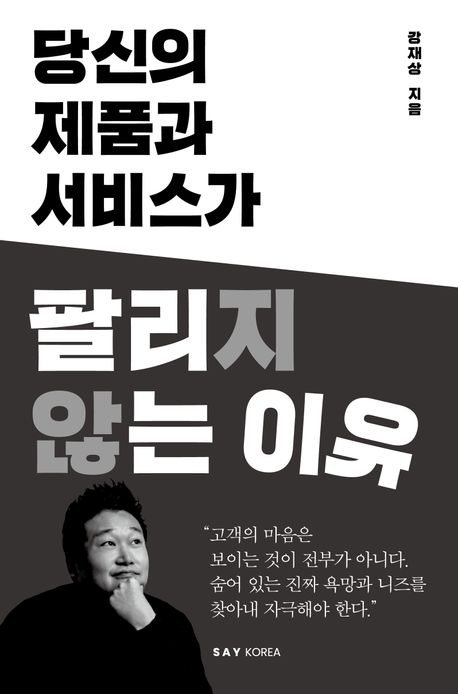 당신의
제품과
서비스가
강재상 지음
팔리지
않는 이유
“고객의 마음은
보이는 것이 전부가 아니다.
숨어 있는 진짜 욕망과 니즈를
찾아내 자극해야 한다.”
SAY KOREA